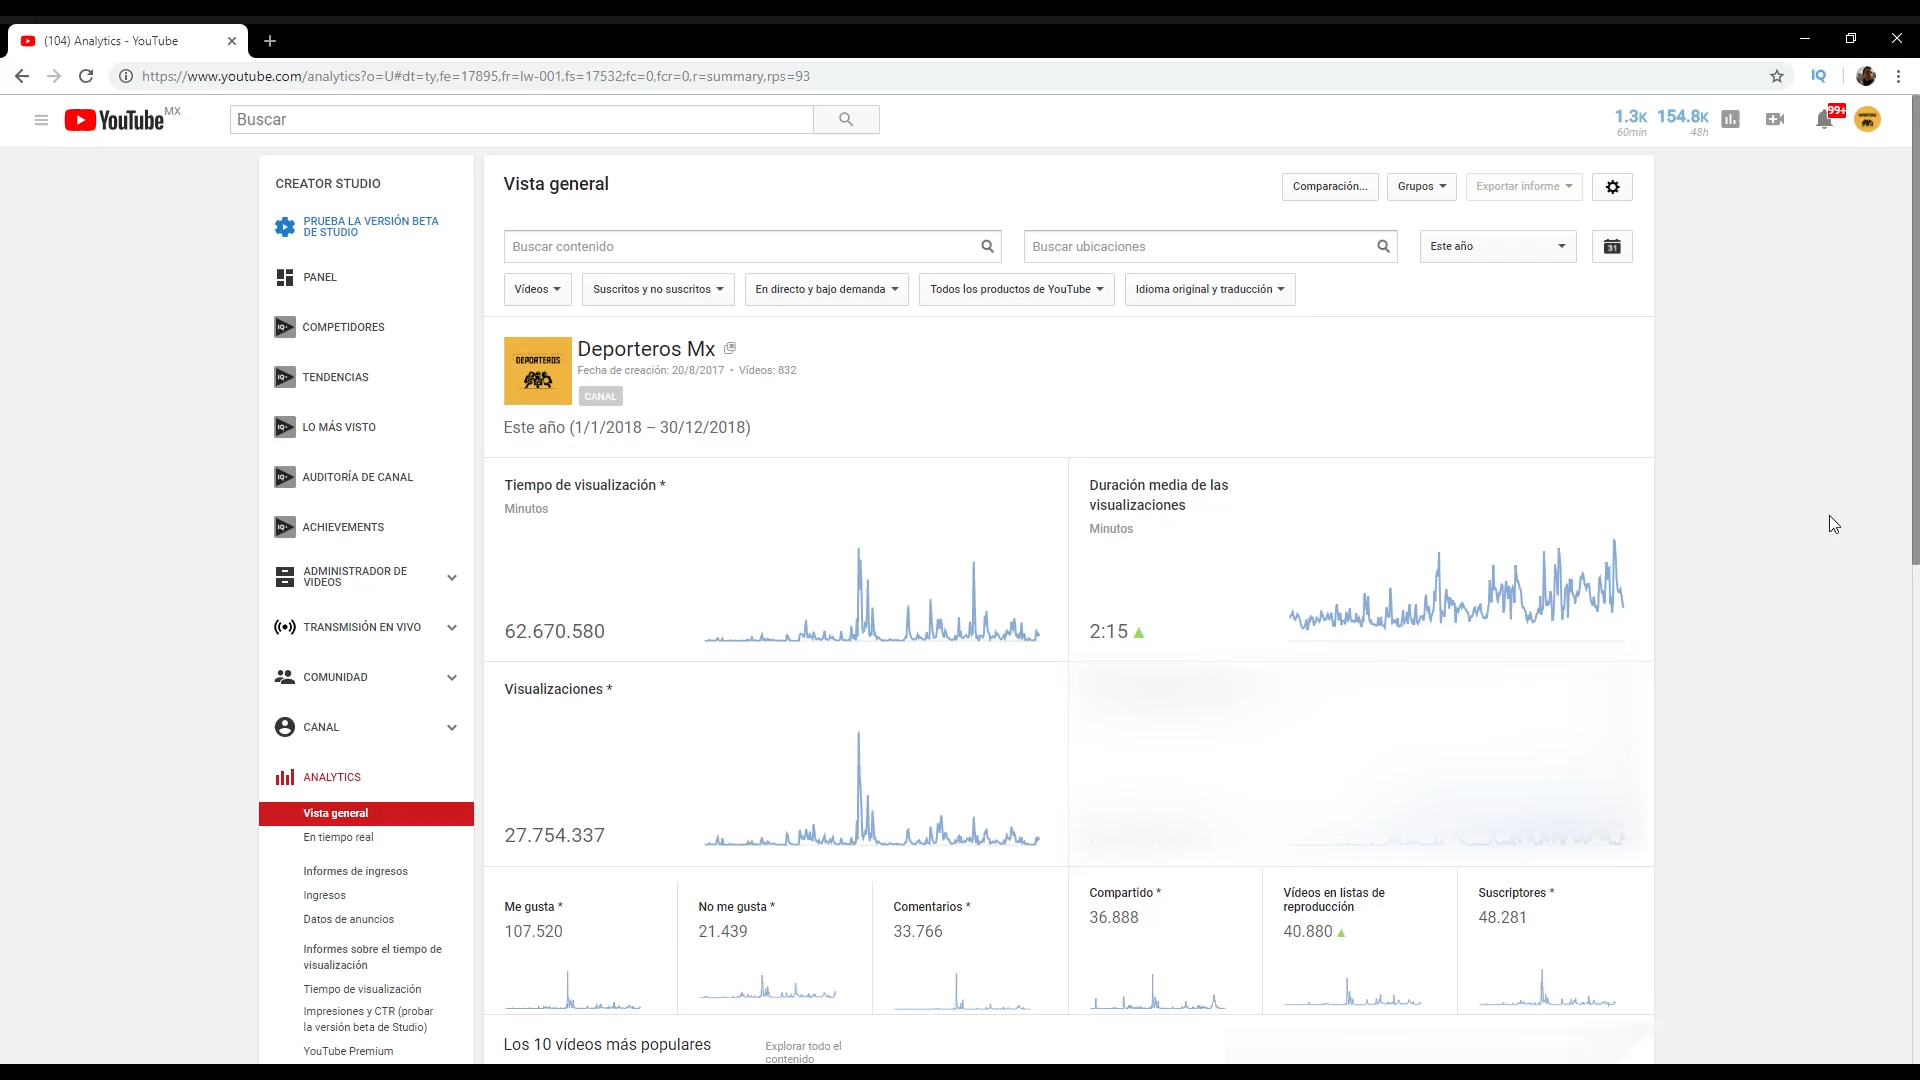 (104) Analytics - YouTube
https://www.youtube.com/analytics?o=U#dt=ty,fe=17895,fr=lw-001,fs=17532;fc=0,fcr=0,r=summary,rps=93
IQ
YouTube MX
Buscar
1.3K 60min
154.8K 48h
99+
CREATOR STUDIO
PRUEBA LA VERSIÓN BETA
DE STUDIO
PANEL
COMPETIDORES
TENDENCIAS
LO MÁS VISTO
AUDITORÍA DE CANAL
ACHIEVEMENTS
ADMINISTRADOR DE
VIDEOS
TRANSMISIÓN EN VIVO
COMUNIDAD
CANAL
ANALYTICS
Vista general
En tiempo real
Informes de ingresos
Ingresos
Datos de anuncios
Informes sobre el tiempo de
visualización
Tiempo de visualización
Impresiones y CTR (probar
la versión beta de Studio)
YouTube Premium
Vista general
Comparación...
Grupos
Exportar informe
Buscar contenido
Buscar ubicaciones
Este año
31
Vídeos
Suscritos y no suscritos
En directo y bajo demanda
Todos los productos de YouTube
Idioma original y traducción
DEPORTEROS
Deporteros Mx
Fecha de creación: 20/8/2017 • Vídeos: 832
CANAL
Este año (1/1/2018 – 30/12/2018)
Tiempo de visualización *
Minutos
62.670.580
Duración media de las
visualizaciones
Minutos
2:15
Visualizaciones *
27.754.337
Me gusta *
107.520
No me gusta *
21.439
Comentarios *
33.766
Compartido *
36.888
Vídeos en listas de
reproducción
40.880
Suscriptores *
48.281
Los 10 vídeos más populares
Explorar todo el
contenido